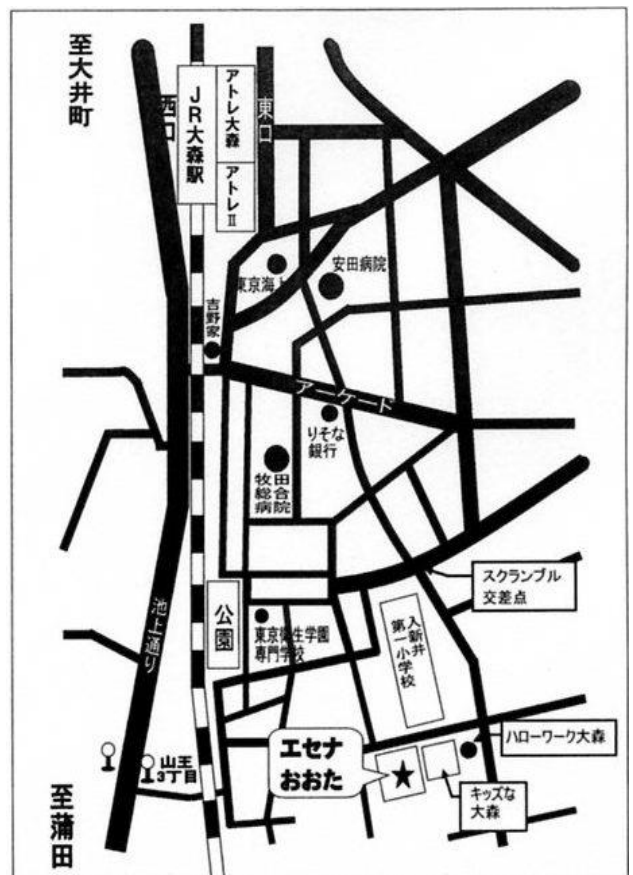 至大井町
西口
JR大森駅
アトレ大森
アトレⅡ
東口
安田病院
東京海上
吉野家
アーケード
りそな
銀行
牧田
総合
病院
スクランブル
交差点
公園
東京衛生学園
専門学校
入新井
第一小学校
池上通り
ハローワーク大森
エセナ
おおた
山王
3丁目
キッズな
大森
至蒲田